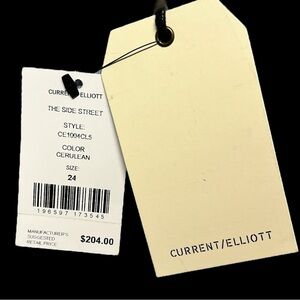 CURRENT/ELLIOTT
THE SIDE STREET
STYLE:
CE1004CL5
COLOR
CERULEAN
SIZE:
24
196597 173545
MANUFACTURER'S
SUGGESTED
RETAIL PRICE
$204.00
CURRENT/ELLIOTT